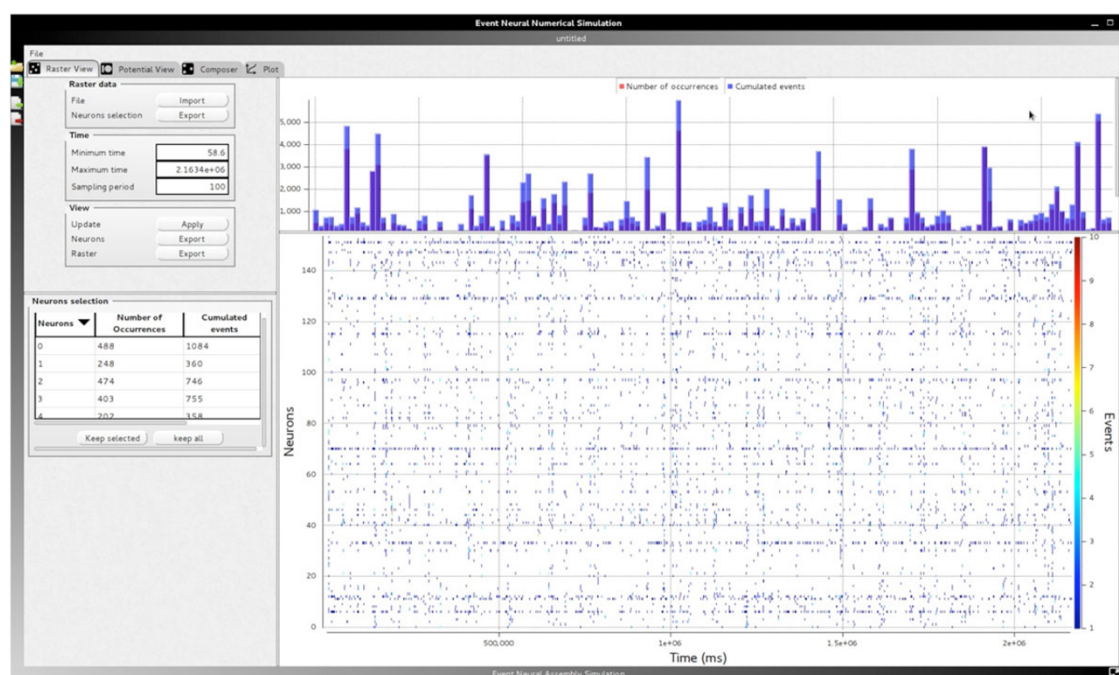 Event Neural Numerical Simulation
untitled
File
Raster View Potential View Composer Plot
Raster data
File Import
Neurons selection Export
Time
Minimum time 58.6
Maximum time 2.1634e+06
Sampling period 100
View
Update Apply
Neurons Export
Raster Export
Neurons selection
Neurons Number of Occurrences Cumulated events
0 488 1084
1 248 360
2 474 746
3 403 755
4 202 358
Keep selected keep all
Number of occurrences Cumulated events
5,000
4,000
3,000
2,000
1,000
Neurons
140
120
100
80
60
40
20
0
500,000 1e+06 1.5e+06 2e+06
Time (ms)
10
9
8
7
6
5
4
3
2
1
Events
Event Neural Assembly Simulation